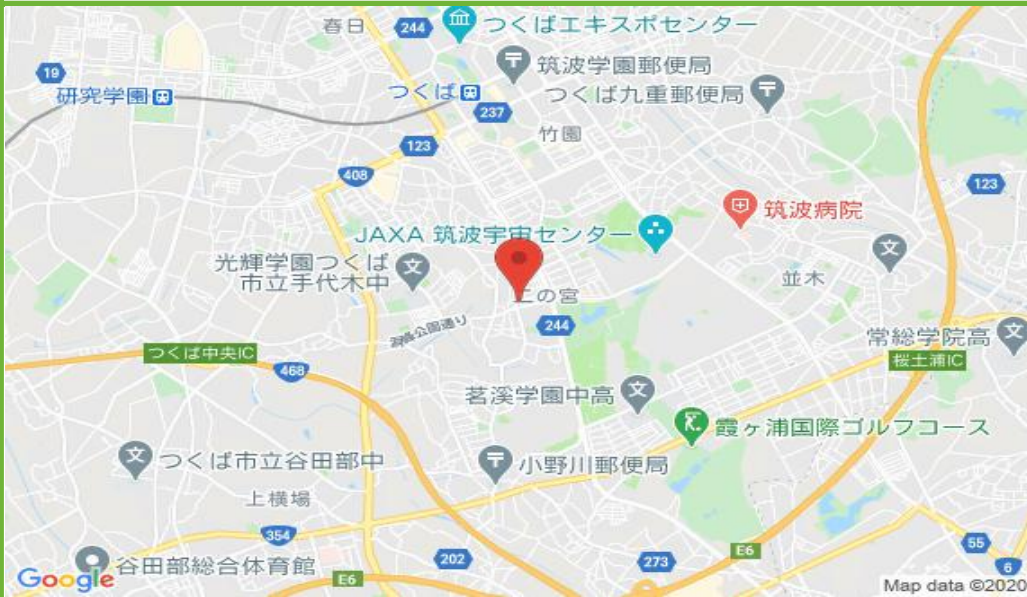 春日
244
つくばエキスポセンター
筑波学園郵便局
19
研究学園
つくば
つくば九重郵便局
237
竹園
123
408
123
筑波病院
JAXA 筑波宇宙センター
光輝学園つくば
市立手代木中
並木
二の宮
244
常総学院高
桜土浦IC
つくば中央IC
468
茗溪学園中高
霞ヶ浦国際ゴルフコース
つくば市立谷田部中
小野川郵便局
上横場
354
202
273
E6
55
谷田部総合体育館
E6
6
Google
Map data ©2020